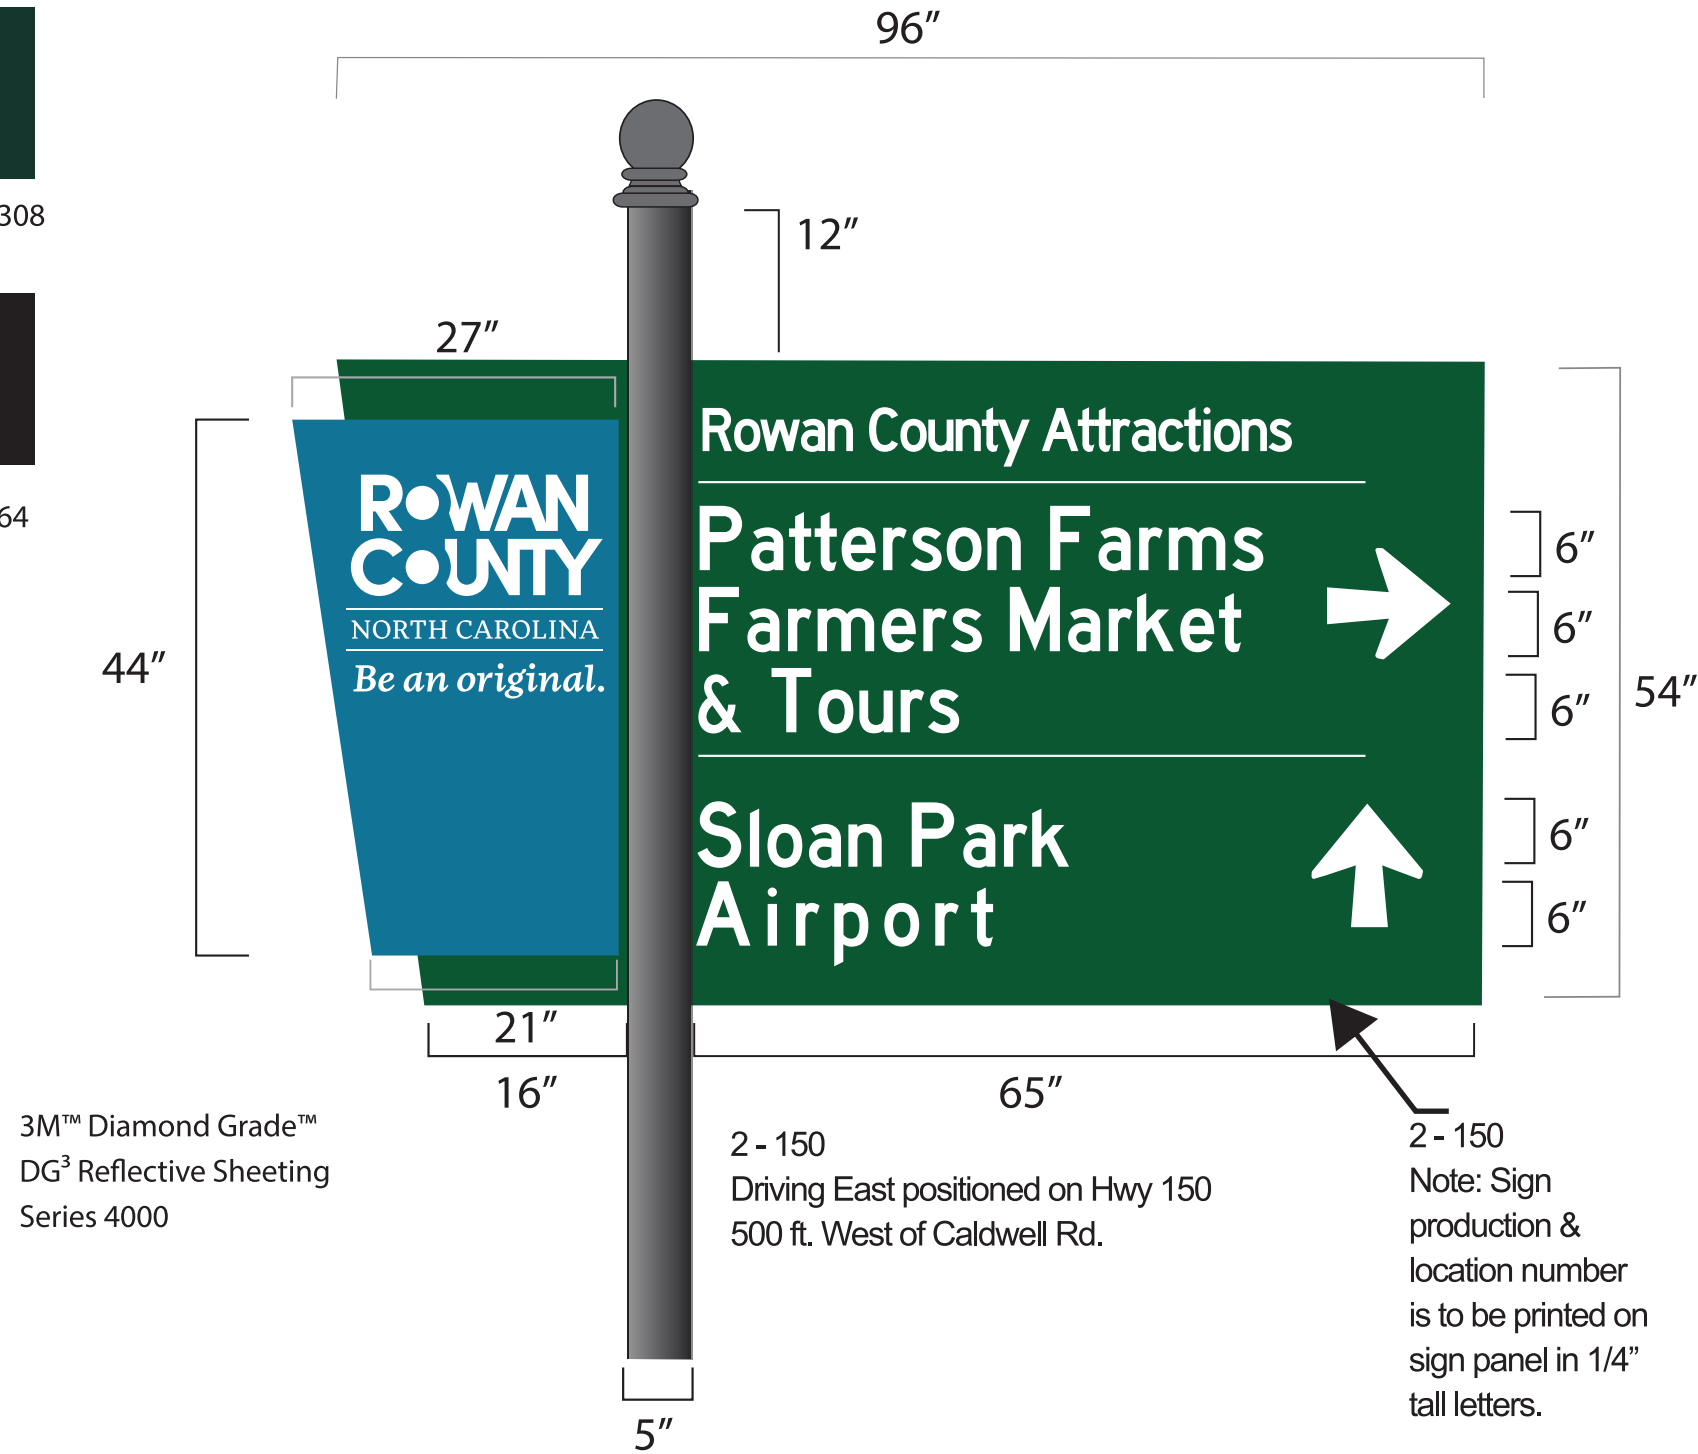 96”
308
12”
27”
Rowan County Attractions
ROWAN
COUNTY
NORTH CAROLINA
Be an original.
Patterson Farms
Farmers Market
& Tours
6”
6”
6”
64
44”
54”
Sloan Park
Airport
6”
6”
21”
16”
65”
3M™ Diamond Grade™
DG³ Reflective Sheeting
Series 4000
2 - 150
Driving East positioned on Hwy 150
500 ft. West of Caldwell Rd.
2 - 150
Note: Sign
production &
location number
is to be printed on
sign panel in 1/4”
tall letters.
5”